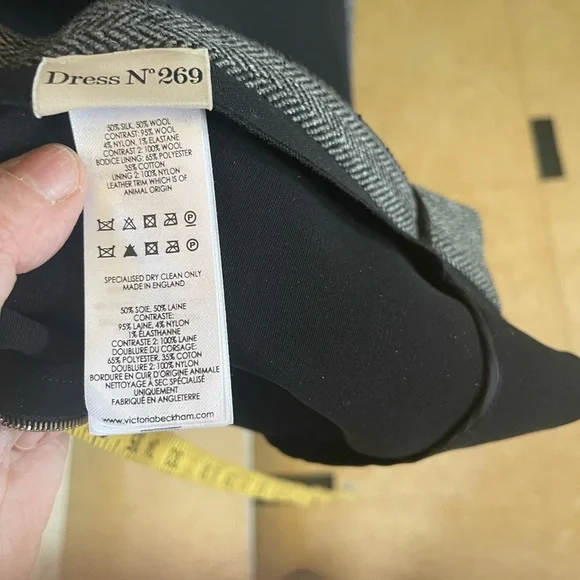 Dress Nº 269
50% SILK, 50% WOOL
CONTRAST: 95% WOOL
4% NYLON, 1% ELASTANE
CONTRAST 2: 100% WOOL
BODICE LINING: 65% POLYESTER
35% COTTON
LINING 2: 100% NYLON
LEATHER TRIM WHICH IS OF
ANIMAL ORIGIN
SPECIALISED DRY CLEAN ONLY
MADE IN ENGLAND
50% SOIE, 50% LAINE
CONTRASTE:
95% LAINE, 4% NYLON
1% ÉLASTHANNE
CONTRASTE 2: 100% LAINE
DOUBLURE DU CORSAGE:
65% POLYESTER, 35% COTON
DOUBLURE 2: 100% NYLON
BORDURE EN CUIR D'ORIGINE ANIMALE
NETTOYAGE À SEC SPÉCIALISÉ
UNIQUEMENT
FABRIQUÉ EN ANGLETERRE
www.victoriabeckham.com